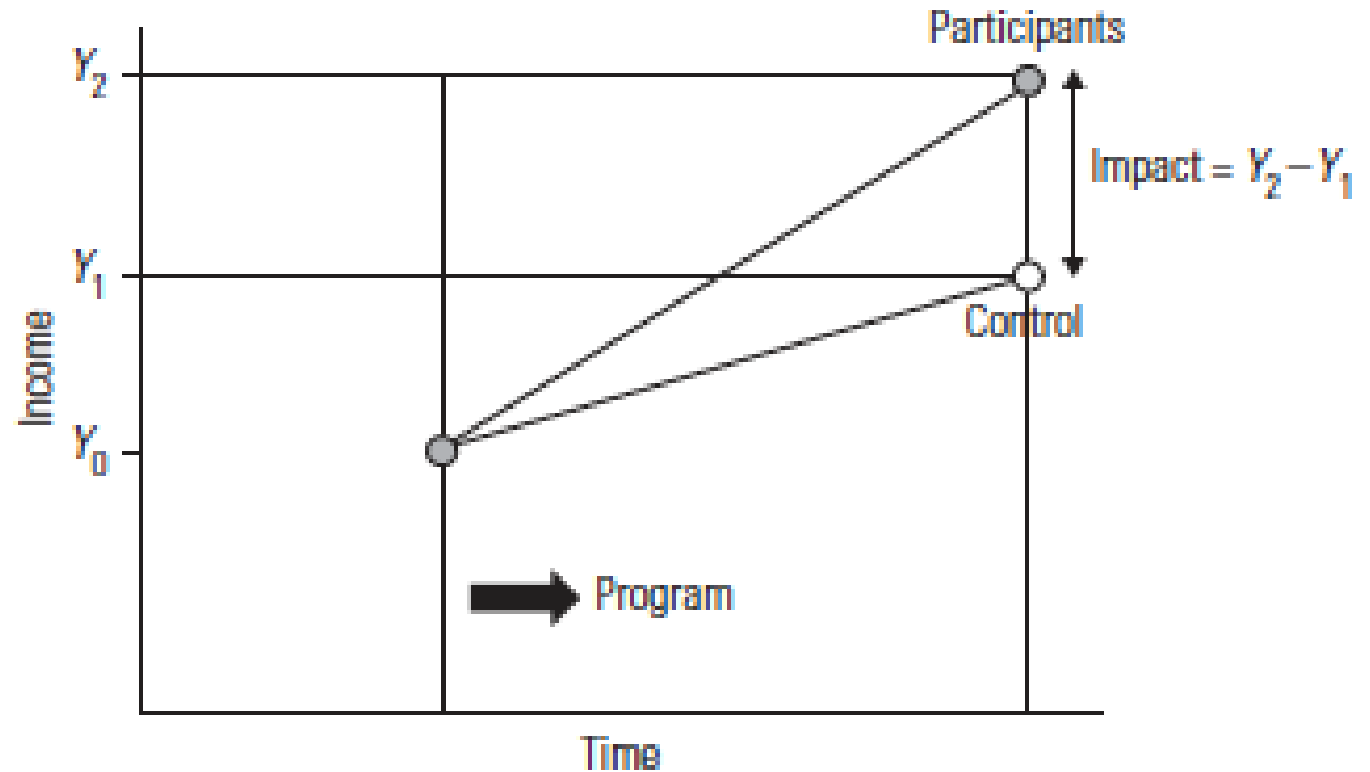 Participants
Y₂
Impact = Y₂ − Y₁
Y₁
Control
Income
Y₀
Program
Time